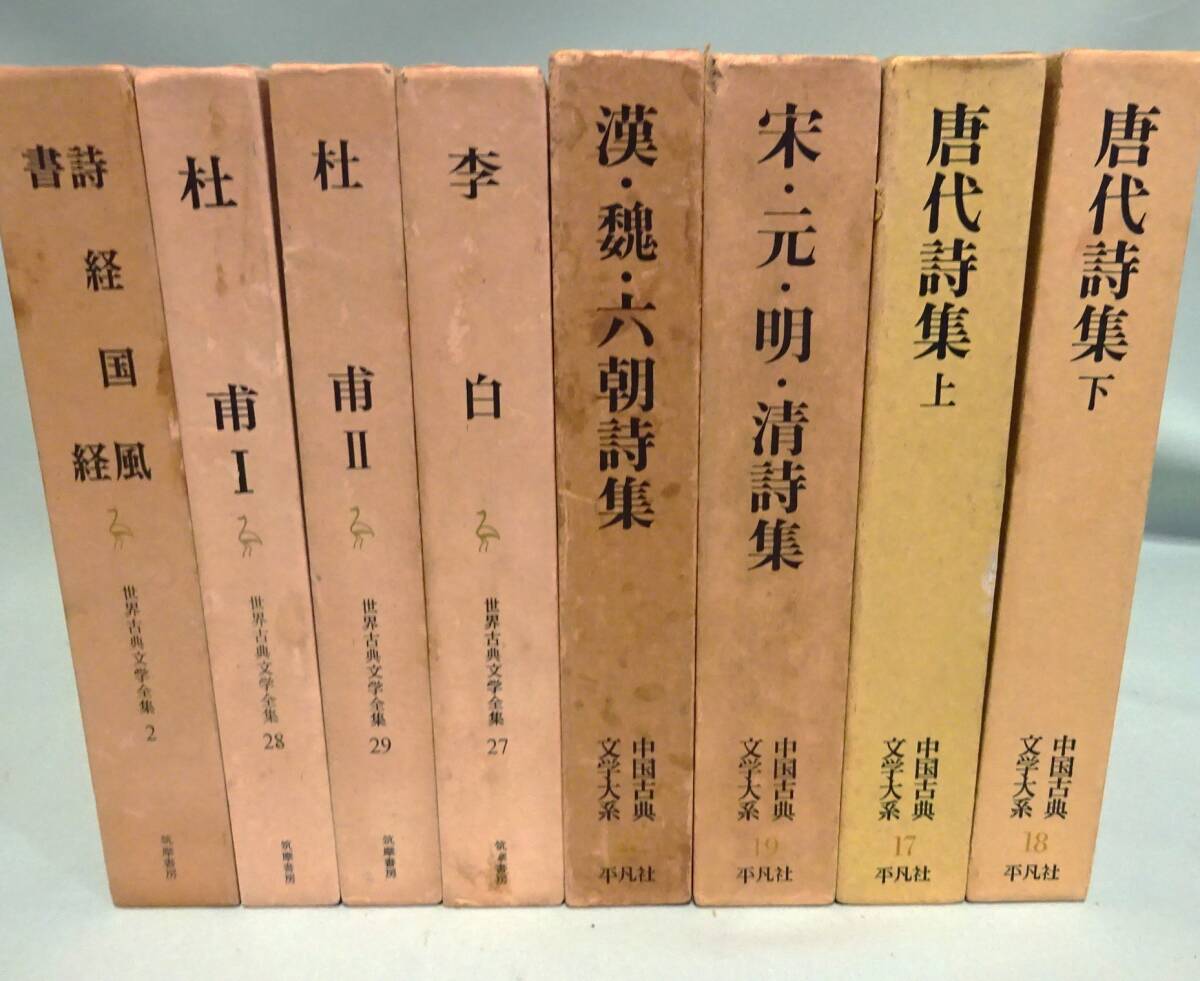 詩経国風
書経
世界古典文学全集 2
筑摩書房
杜甫 I
世界古典文学全集 28
筑摩書房
杜甫 II
世界古典文学全集 29
筑摩書房
李白
世界古典文学全集 27
筑摩書房
漢・魏・六朝詩集
中国古典
文学大系
平凡社
宋・元・明・清詩集
中国古典
文学大系
19
平凡社
唐代詩集 上
中国古典
文学大系
17
平凡社
唐代詩集 下
中国古典
文学大系
18
平凡社